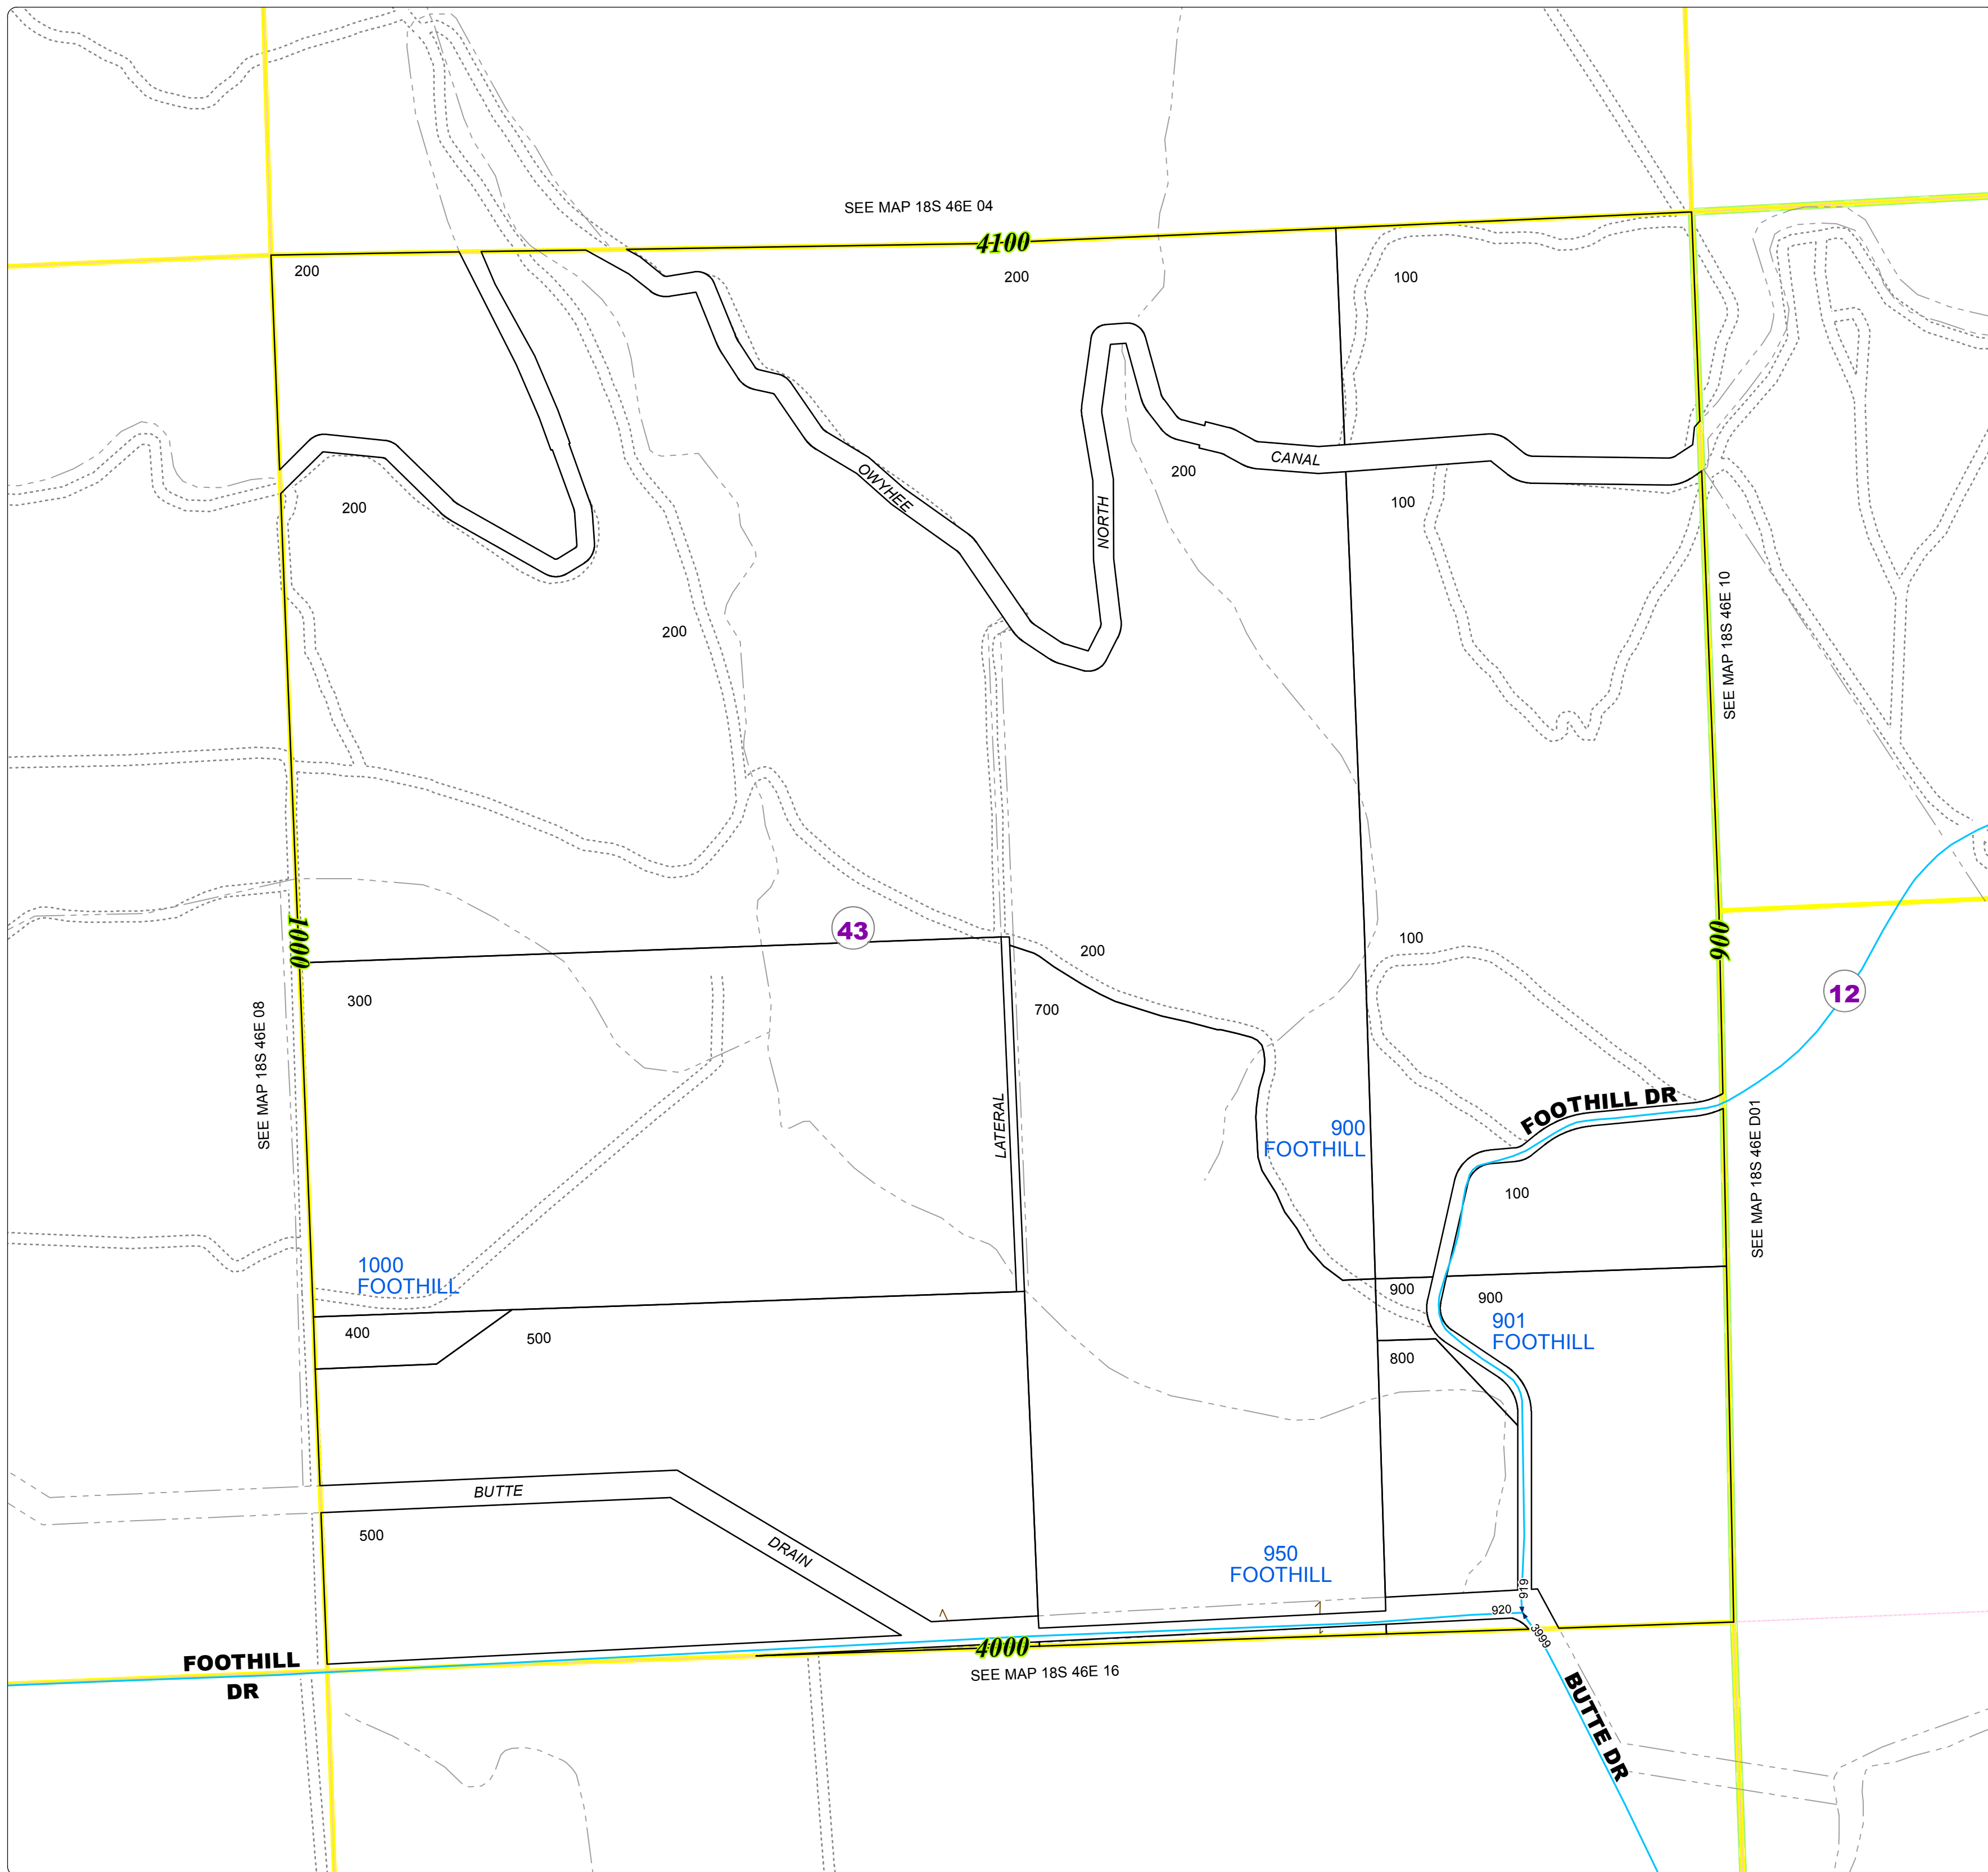 SEE MAP 18S 46E 04
4100
200
200
100
200
CANAL
OWYHEE
NORTH
200
100
200
SEE MAP 18S 46E 10
1000
43
200
100
900
12
300
700
SEE MAP 18S 46E 08
LATERAL
900
FOOTHILL
FOOTHILL DR
SEE MAP 18S 46E D01
100
1000
FOOTHILL
900
900
901
FOOTHILL
400
500
800
BUTTE
500
DRAIN
950
FOOTHILL
919
920
3999
4000
FOOTHILL
DR
SEE MAP 18S 46E 16
BUTTE DR